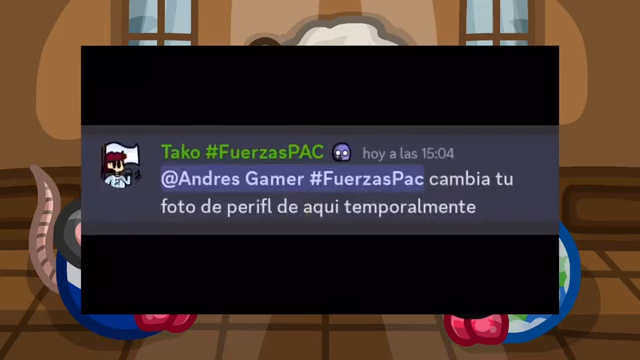 Tako #FuerzasPAC hoy a las 15:04
@Andres Gamer #FuerzasPac cambia tu
foto de perifl de aqui temporalmente